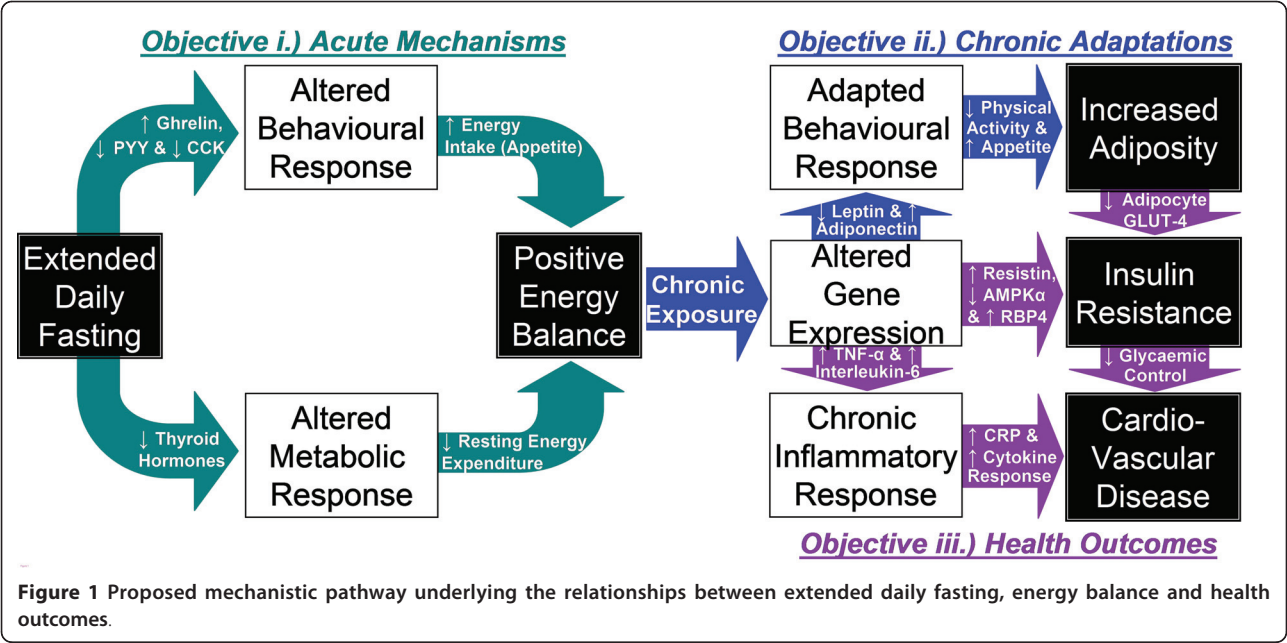 Objective i.) Acute Mechanisms
↑ Ghrelin,
↓ PYY & ↓ CCK
Altered
Behavioural
Response
↑ Energy
Intake (Appetite)
Extended
Daily
Fasting
Positive
Energy
Balance
↓ Thyroid
Hormones
Altered
Metabolic
Response
↓ Resting Energy
Expenditure
Chronic
Exposure
Objective ii.) Chronic Adaptations
Adapted
Behavioural
Response
↓ Physical
Activity &
↑ Appetite
Increased
Adiposity
↓ Leptin & ↑
Adiponectin
↓ Adipocyte
GLUT-4
Altered
Gene
Expression
↑ Resistin,
↓ AMPKα
& ↑ RBP4
Insulin
Resistance
↑ TNF-α & ↑
Interleukin-6
↓ Glycaemic
Control
Chronic
Inflammatory
Response
↑ CRP &
↑ Cytokine
Response
Cardio-
Vascular
Disease
Objective iii.) Health Outcomes
Figure 1 Proposed mechanistic pathway underlying the relationships between extended daily fasting, energy balance and health
outcomes.